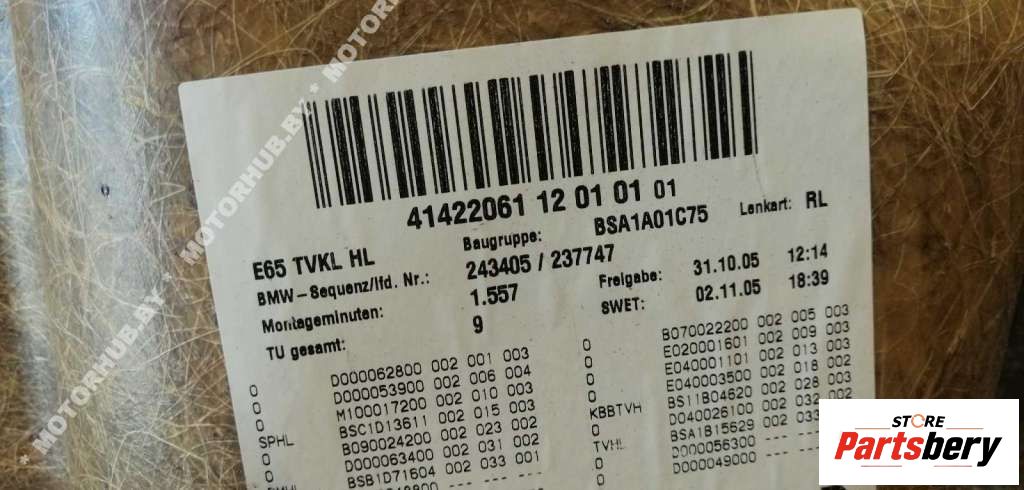 MOTORHUB.BY * MOTORHUB.BY * MOTORHUB.BY
41422061 12 01 01 01
E65 TVKL HL Baugruppe: BSA1A01C75 Lenkart: RL
BMW-Sequenz/lfd. Nr.: 243405 / 237747 Freigabe: 31.10.05 12:14
Montageminuten: 1.557 SWET: 02.11.05 18:39
TU gesamt: 9
0 D000062800 002 001 003 0 B070022200 002 005 003
0 D000053900 002 006 004 0 E020001601 002 009 003
0 M100017200 002 010 003 0 E040001101 002 013 003
SPHL BSC1D13611 002 015 003 0 E040003500 002 018 002
0 B090024200 002 023 002 KBBTVH BS11B04620 002 028 003
0 D000063400 002 031 002 0 D040026100 002 032 002
BSB1D71604 002 033 001 TVHL BSA1B15629 002 033
0 D000056300 --- ---
D000049000 --- ---
STORE
Partsbery